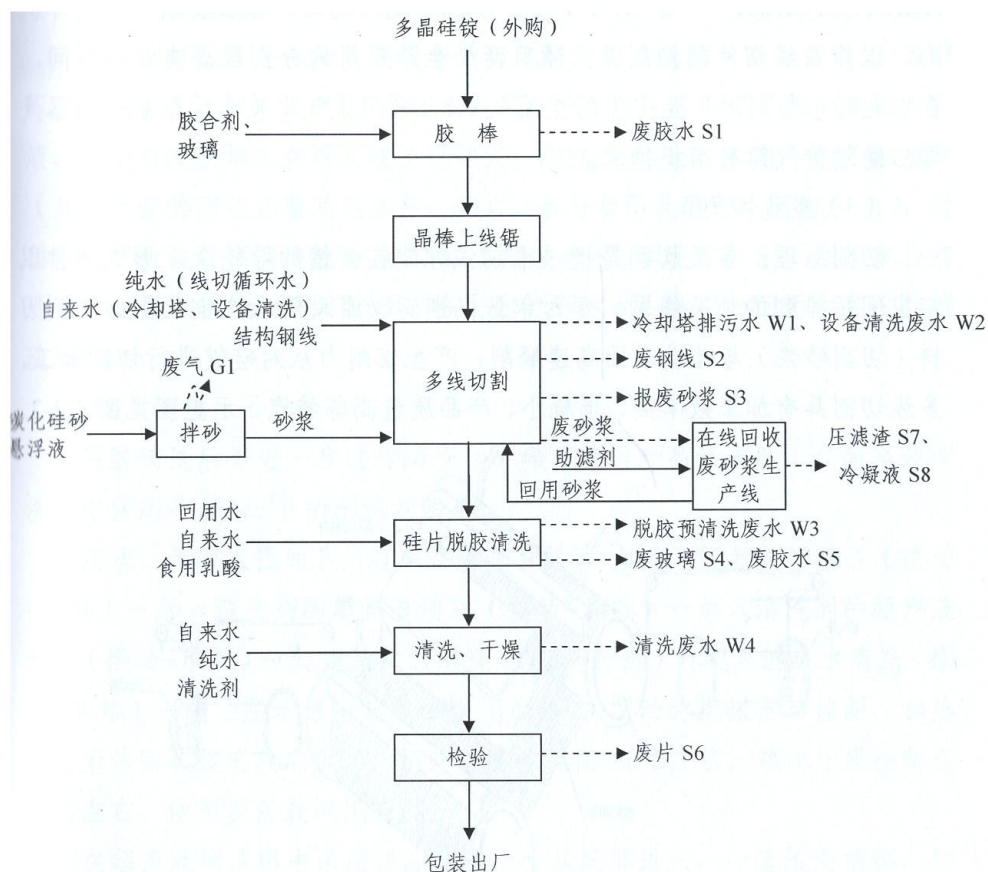 多晶硅锭（外购）
胶合剂、
玻璃
胶 棒
废胶水 S1
晶棒上线锯
纯水（线切循环水）
自来水（冷却塔、设备清洗）
结构钢线
冷却塔排污水 W1、设备清洗废水 W2
废钢线 S2
多线切割
报废砂浆 S3
废气 G1
碳化硅砂
悬浮液
拌砂
砂浆
废砂浆
助滤剂
回用砂浆
在线回收
废砂浆生
产线
压滤渣 S7、
冷凝液 S8
回用水
自来水
食用乳酸
硅片脱胶清洗
脱胶预清洗废水 W3
废玻璃 S4、废胶水 S5
自来水
纯水
清洗剂
清洗、干燥
清洗废水 W4
检验
废片 S6
包装出厂